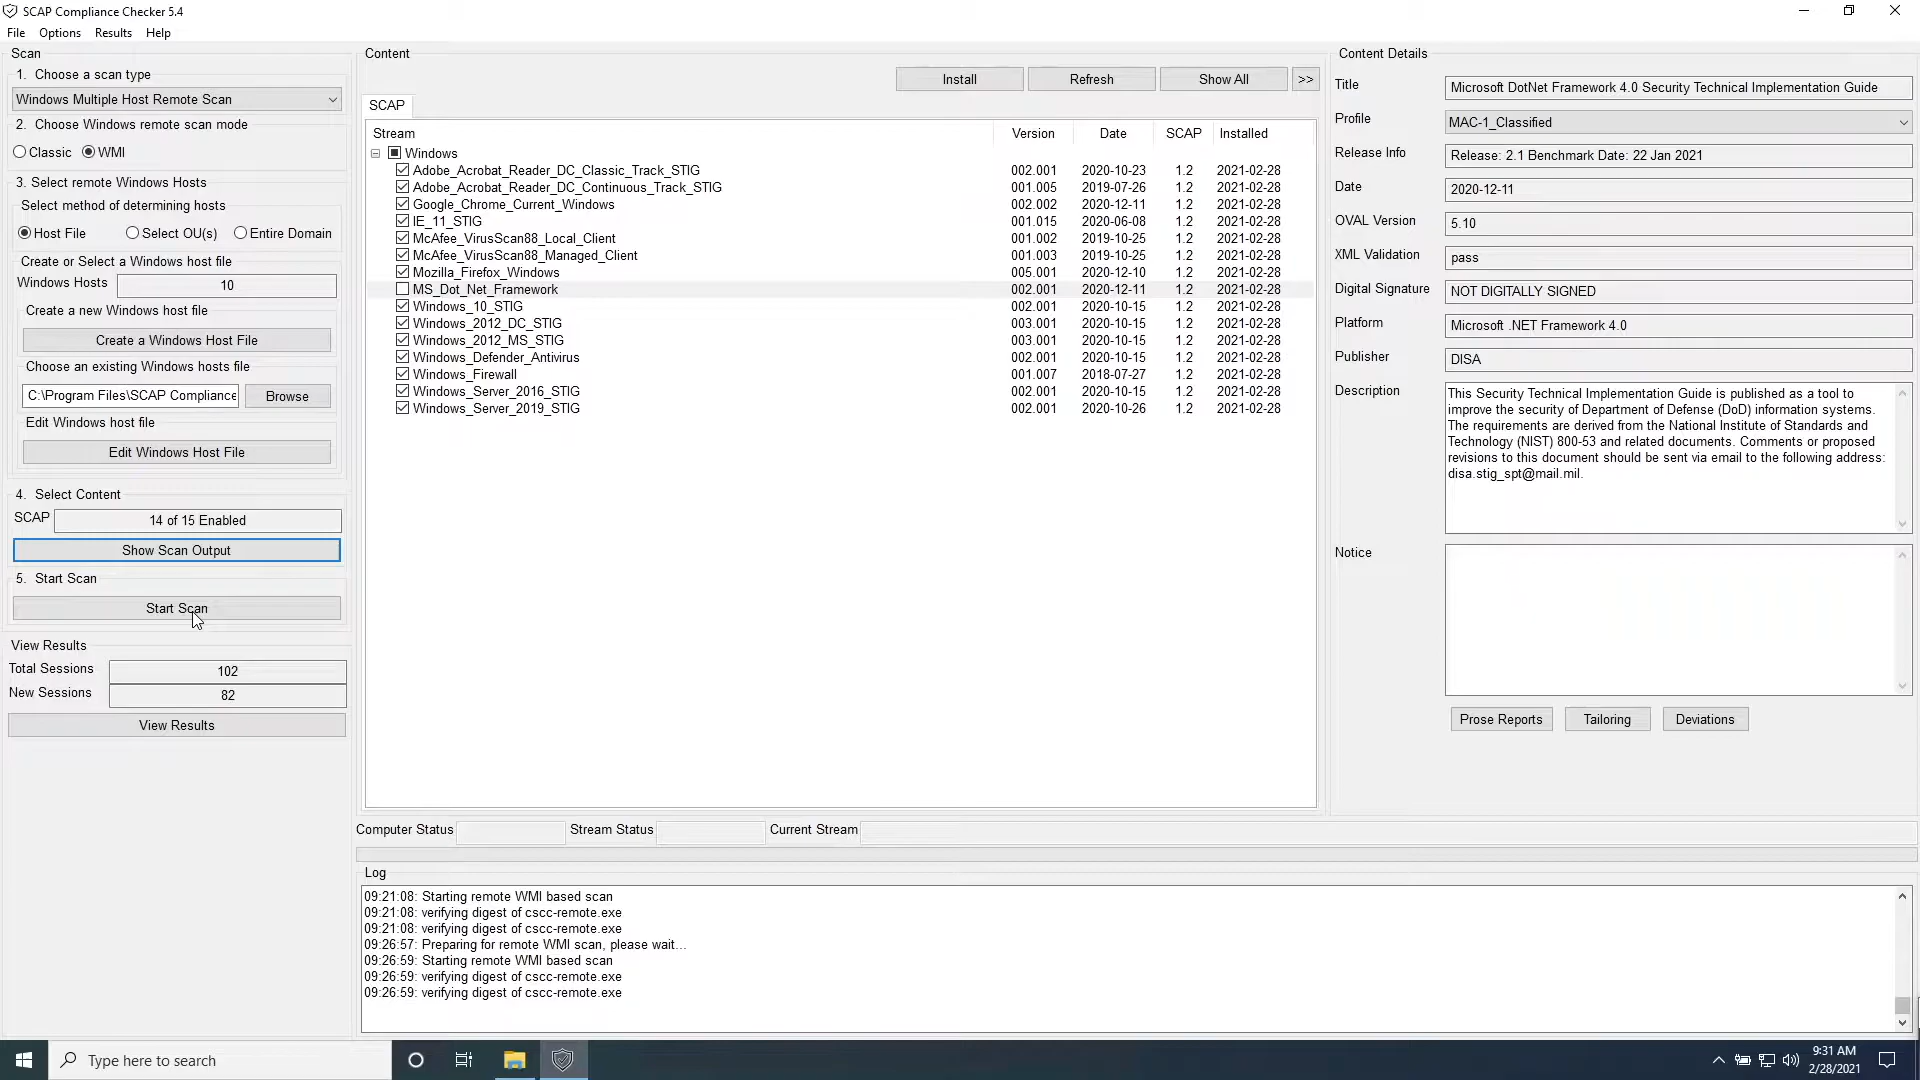 SCAP Compliance Checker 5.4
File Options Results Help
Scan
1. Choose a scan type
Windows Multiple Host Remote Scan
2. Choose Windows remote scan mode
Classic WMI
3. Select remote Windows Hosts
Select method of determining hosts
Host File Select OU(s) Entire Domain
Create or Select a Windows host file
Windows Hosts 10
Create a new Windows host file
Create a Windows Host File
Choose an existing Windows hosts file
C:\Program Files\SCAP Compliance Browse
Edit Windows host file
Edit Windows Host File
4. Select Content
SCAP 14 of 15 Enabled
Show Scan Output
5. Start Scan
Start Scan
View Results
Total Sessions 102
New Sessions 82
View Results
Content
Install Refresh Show All >>
SCAP
Stream Version Date SCAP Installed
Windows
Adobe_Acrobat_Reader_DC_Classic_Track_STIG 002.001 2020-10-23 1.2 2021-02-28
Adobe_Acrobat_Reader_DC_Continuous_Track_STIG 001.005 2019-07-26 1.2 2021-02-28
Google_Chrome_Current_Windows 002.002 2020-12-11 1.2 2021-02-28
IE_11_STIG 001.015 2020-06-08 1.2 2021-02-28
McAfee_VirusScan88_Local_Client 001.002 2019-10-25 1.2 2021-02-28
McAfee_VirusScan88_Managed_Client 001.003 2019-10-25 1.2 2021-02-28
Mozilla_Firefox_Windows 005.001 2020-12-10 1.2 2021-02-28
MS_Dot_Net_Framework 002.001 2020-12-11 1.2 2021-02-28
Windows_10_STIG 002.001 2020-10-15 1.2 2021-02-28
Windows_2012_DC_STIG 003.001 2020-10-15 1.2 2021-02-28
Windows_2012_MS_STIG 003.001 2020-10-15 1.2 2021-02-28
Windows_Defender_Antivirus 002.001 2020-10-15 1.2 2021-02-28
Windows_Firewall 001.007 2018-07-27 1.2 2021-02-28
Windows_Server_2016_STIG 002.001 2020-10-15 1.2 2021-02-28
Windows_Server_2019_STIG 002.001 2020-10-26 1.2 2021-02-28
Content Details
Title Microsoft DotNet Framework 4.0 Security Technical Implementation Guide
Profile MAC-1_Classified
Release Info Release: 2.1 Benchmark Date: 22 Jan 2021
Date 2020-12-11
OVAL Version 5.10
XML Validation pass
Digital Signature NOT DIGITALLY SIGNED
Platform Microsoft .NET Framework 4.0
Publisher DISA
Description This Security Technical Implementation Guide is published as a tool to
improve the security of Department of Defense (DoD) information systems.
The requirements are derived from the National Institute of Standards and
Technology (NIST) 800-53 and related documents. Comments or proposed
revisions to this document should be sent via email to the following address:
disa.stig_spt@mail.mil.
Notice
Prose Reports Tailoring Deviations
Computer Status Stream Status Current Stream
Log
09:21:08: Starting remote WMI based scan
09:21:08: verifying digest of cscc-remote.exe
09:21:08: verifying digest of cscc-remote.exe
09:26:57: Preparing for remote WMI scan, please wait...
09:26:59: Starting remote WMI based scan
09:26:59: verifying digest of cscc-remote.exe
09:26:59: verifying digest of cscc-remote.exe
Type here to search
9:31 AM
2/28/2021